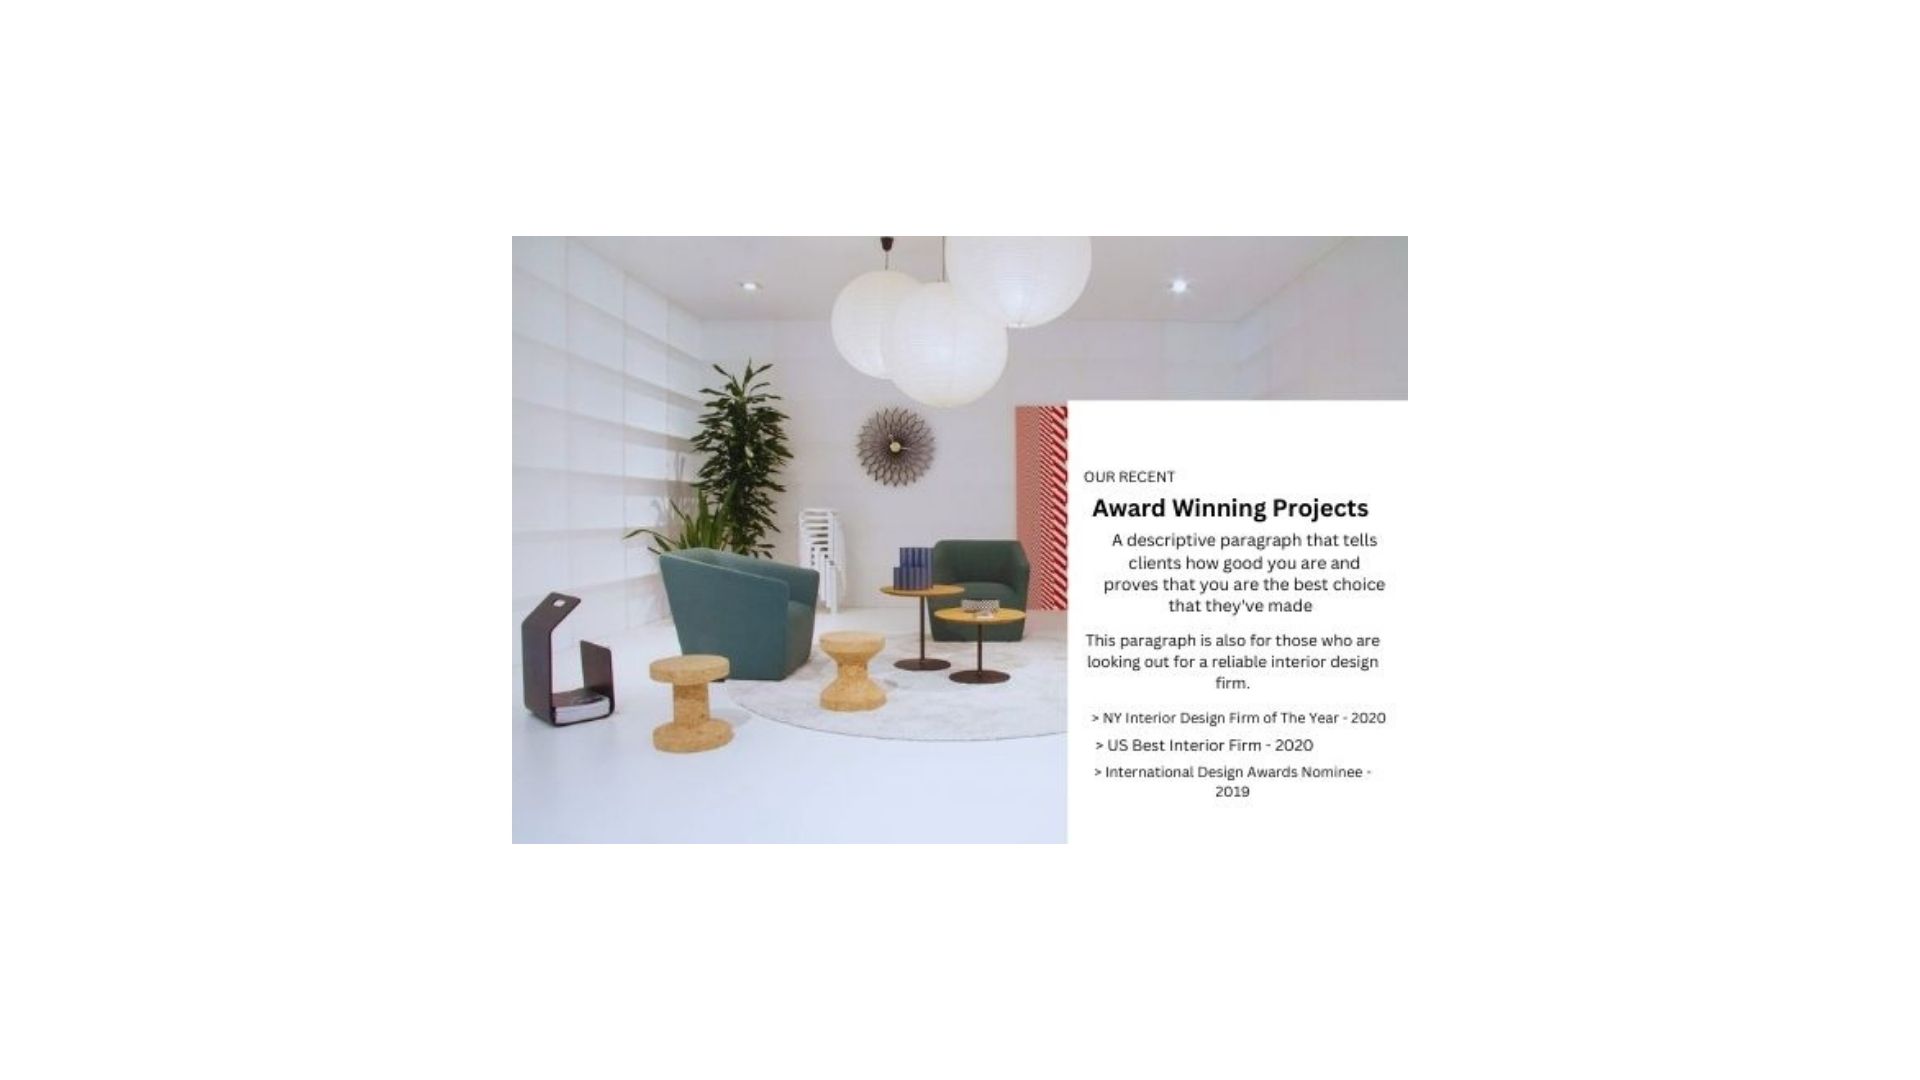 OUR RECENT
Award Winning Projects
A descriptive paragraph that tells
clients how good you are and
proves that you are the best choice
that they've made
This paragraph is also for those who are
looking out for a reliable interior design
firm.
> NY Interior Design Firm of The Year - 2020
> US Best Interior Firm - 2020
> International Design Awards Nominee -
2019